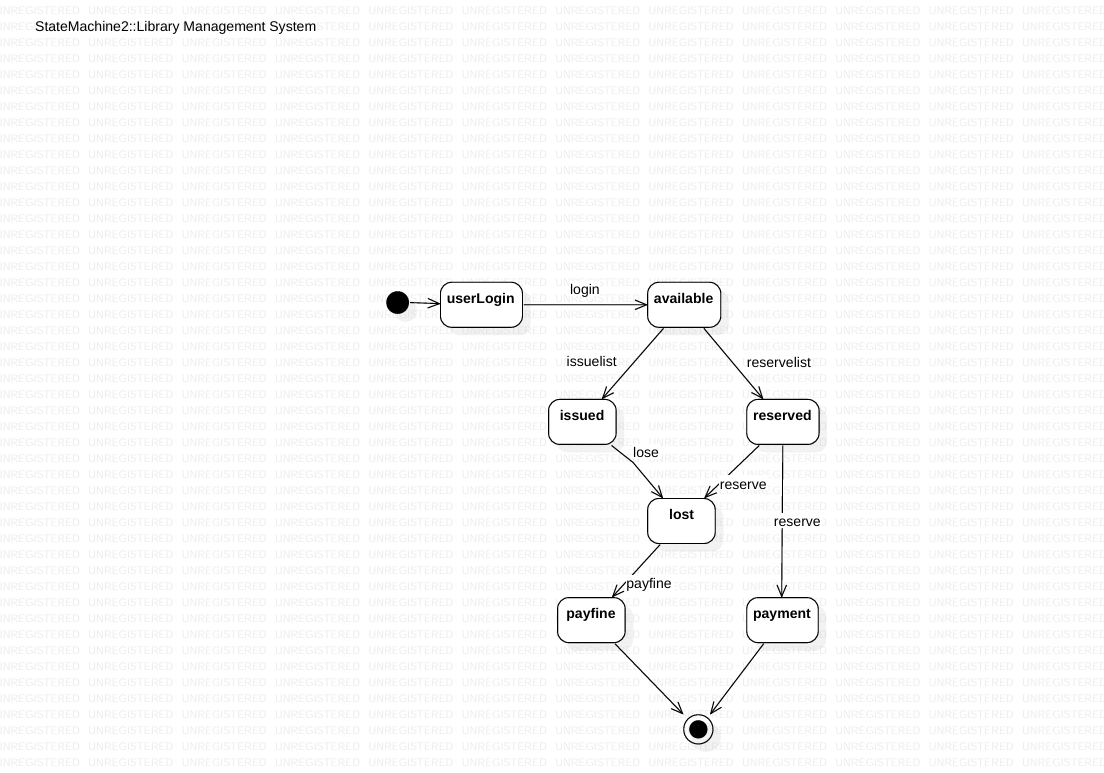 StateMachine2::Library Management System
userLogin
login
available
issuelist
reservelist
issued
reserved
lose
reserve
lost
reserve
payfine
payfine
payment
UNREGISTERED